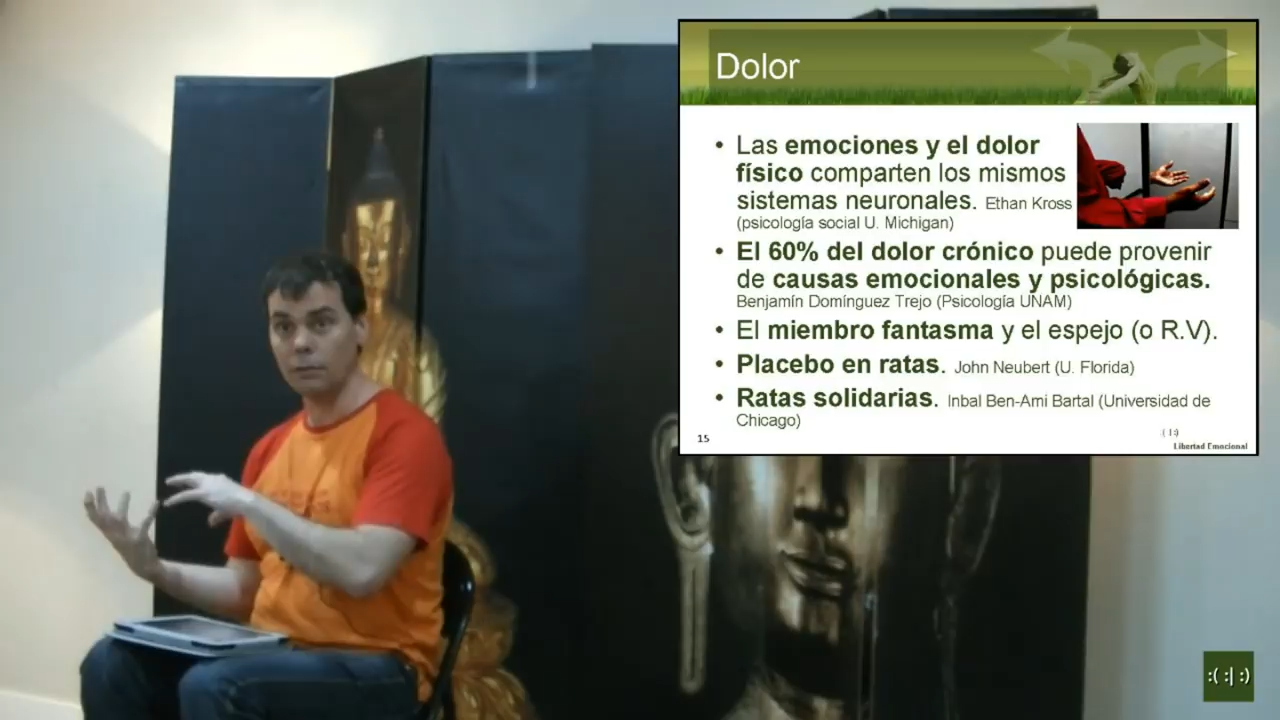 Dolor
• Las emociones y el dolor
físico comparten los mismos
sistemas neuronales. Ethan Kross
(psicología social U. Michigan)
• El 60% del dolor crónico puede provenir
de causas emocionales y psicológicas.
Benjamín Domínguez Trejo (Psicología UNAM)
• El miembro fantasma y el espejo (o R.V).
• Placebo en ratas. John Neubert (U. Florida)
• Ratas solidarias. Inbal Ben-Ami Bartal (Universidad de
Chicago)
15
( |:)
Libertad Emocional
:( :| :)